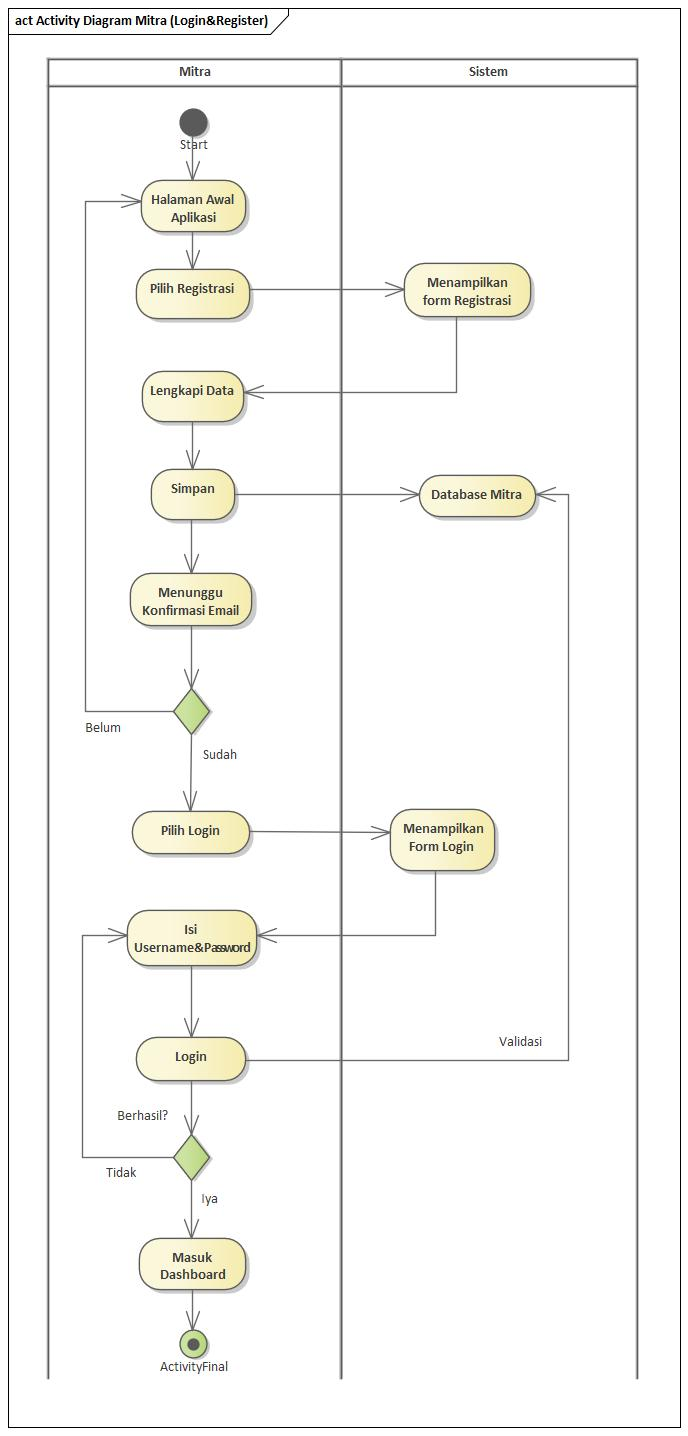 act Activity Diagram Mitra (Login&Register)
Mitra
Sistem
Start
Halaman Awal
Aplikasi
Pilih Registrasi
Menampilkan
form Registrasi
Lengkapi Data
Simpan
Database Mitra
Menunggu
Konfirmasi Email
Belum
Sudah
Pilih Login
Menampilkan
Form Login
Isi
Username&Password
Login
Validasi
Berhasil?
Tidak
Iya
Masuk
Dashboard
ActivityFinal